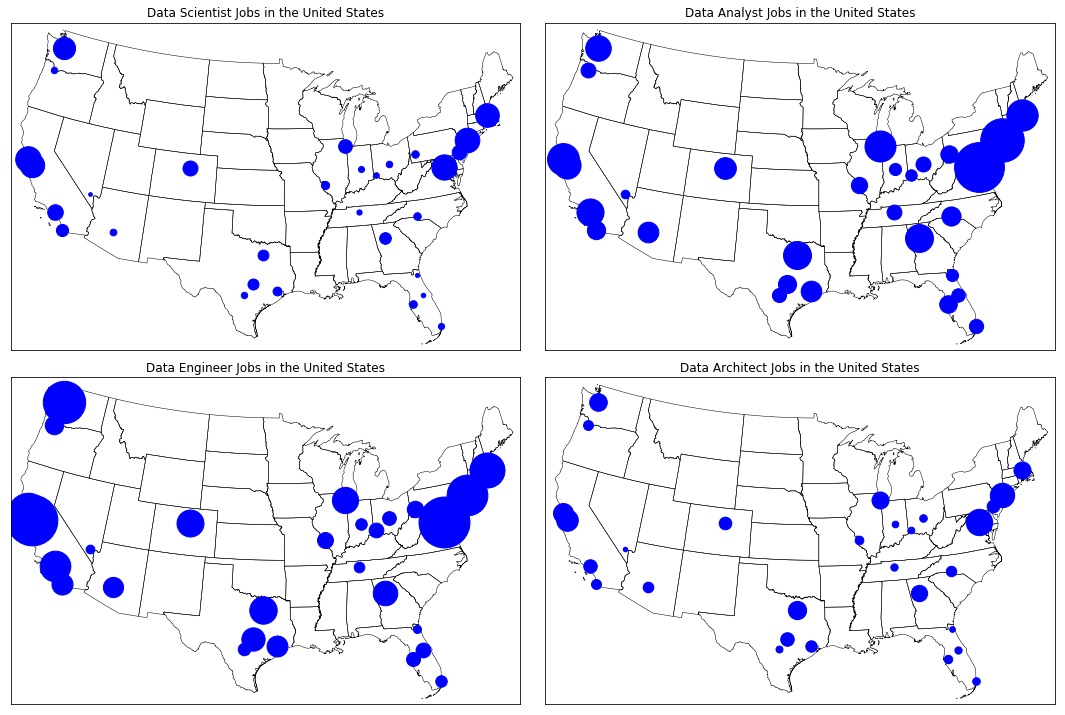 Data Scientist Jobs in the United States
Data Analyst Jobs in the United States
Data Engineer Jobs in the United States
Data Architect Jobs in the United States